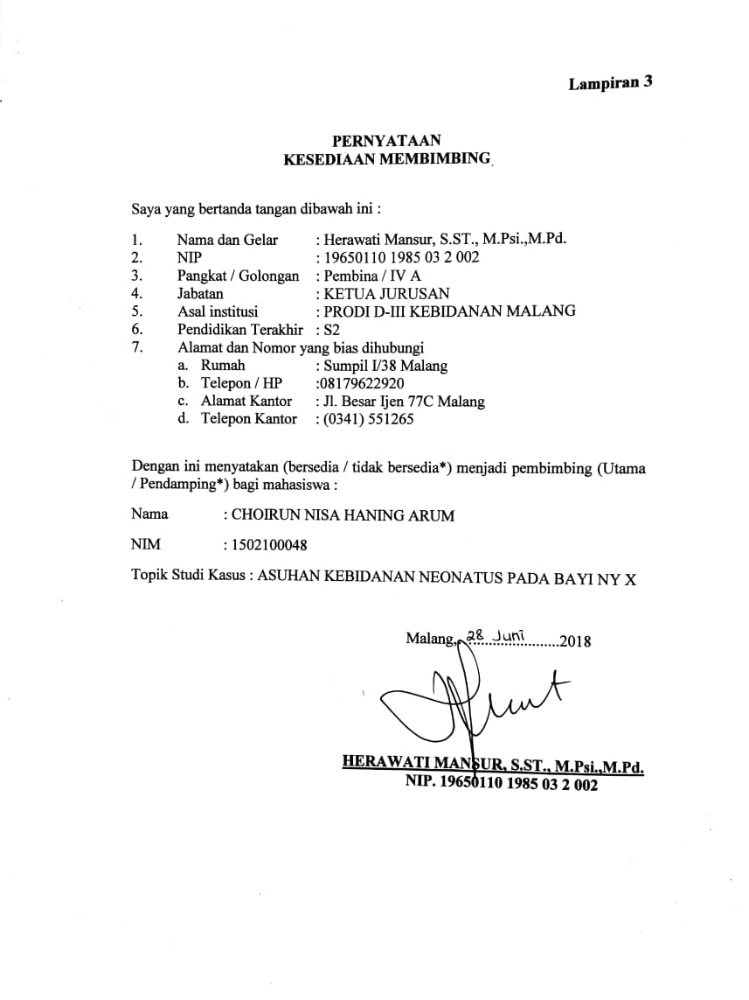 Lampiran 3
PERNYATAAN
KESEDIAAN MEMBIMBING
Saya yang bertanda tangan dibawah ini :
1. Nama dan Gelar : Herawati Mansur, S.ST., M.Psi.,M.Pd.
2. NIP : 19650110 1985 03 2 002
3. Pangkat / Golongan : Pembina / IV A
4. Jabatan : KETUA JURUSAN
5. Asal institusi : PRODI D-III KEBIDANAN MALANG
6. Pendidikan Terakhir : S2
7. Alamat dan Nomor yang bias dihubungi
a. Rumah : Sumpil I/38 Malang
b. Telepon / HP :08179622920
c. Alamat Kantor : Jl. Besar Ijen 77C Malang
d. Telepon Kantor : (0341) 551265
Dengan ini menyatakan (bersedia / tidak bersedia*) menjadi pembimbing (Utama
/ Pendamping*) bagi mahasiswa :
Nama : CHOIRUN NISA HANING ARUM
NIM : 1502100048
Topik Studi Kasus : ASUHAN KEBIDANAN NEONATUS PADA BAYI NY X
Malang, 28 Juni 2018
HERAWATI MANSUR, S.ST., M.Psi.,M.Pd.
NIP. 19650110 1985 03 2 002